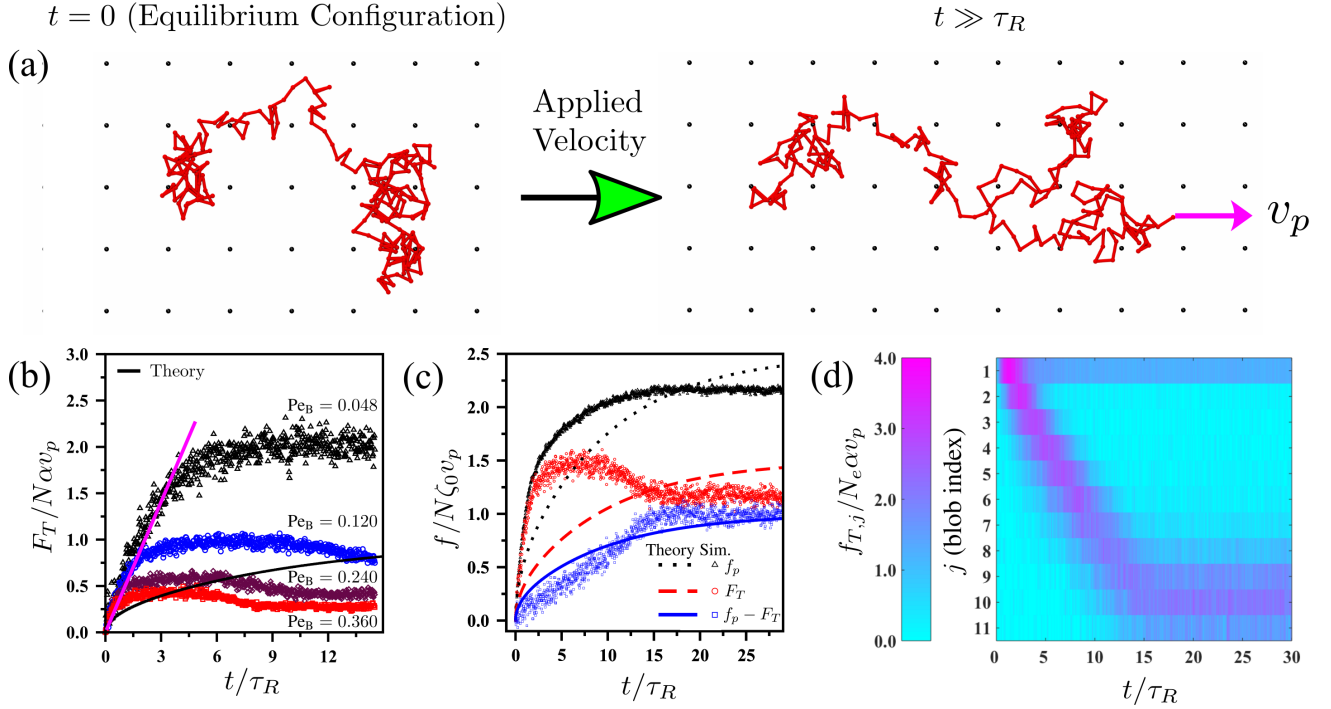 t = 0 (Equilibrium Configuration)
t ≫ τ_R
(a)
Applied
Velocity
v_p
(b)
F_T/Nαv_p
3.0
2.5
2.0
1.5
1.0
0.5
0.0
Theory
Pe_B = 0.048
Pe_B = 0.120
Pe_B = 0.240
Pe_B = 0.360
0 3 6 9 12
t/τ_R
(c)
f/Nζ_0v_p
2.5
2.0
1.5
1.0
0.5
0.0
Theory Sim.
f_p
F_T
f_p − F_T
0 5 10 15 20 25
t/τ_R
(d)
f_{T,j}/N_eαv_p
4.0
3.0
2.0
1.0
0.0
j (blob index)
1
2
3
4
5
6
7
8
9
10
11
0 5 10 15 20 25 30
t/τ_R